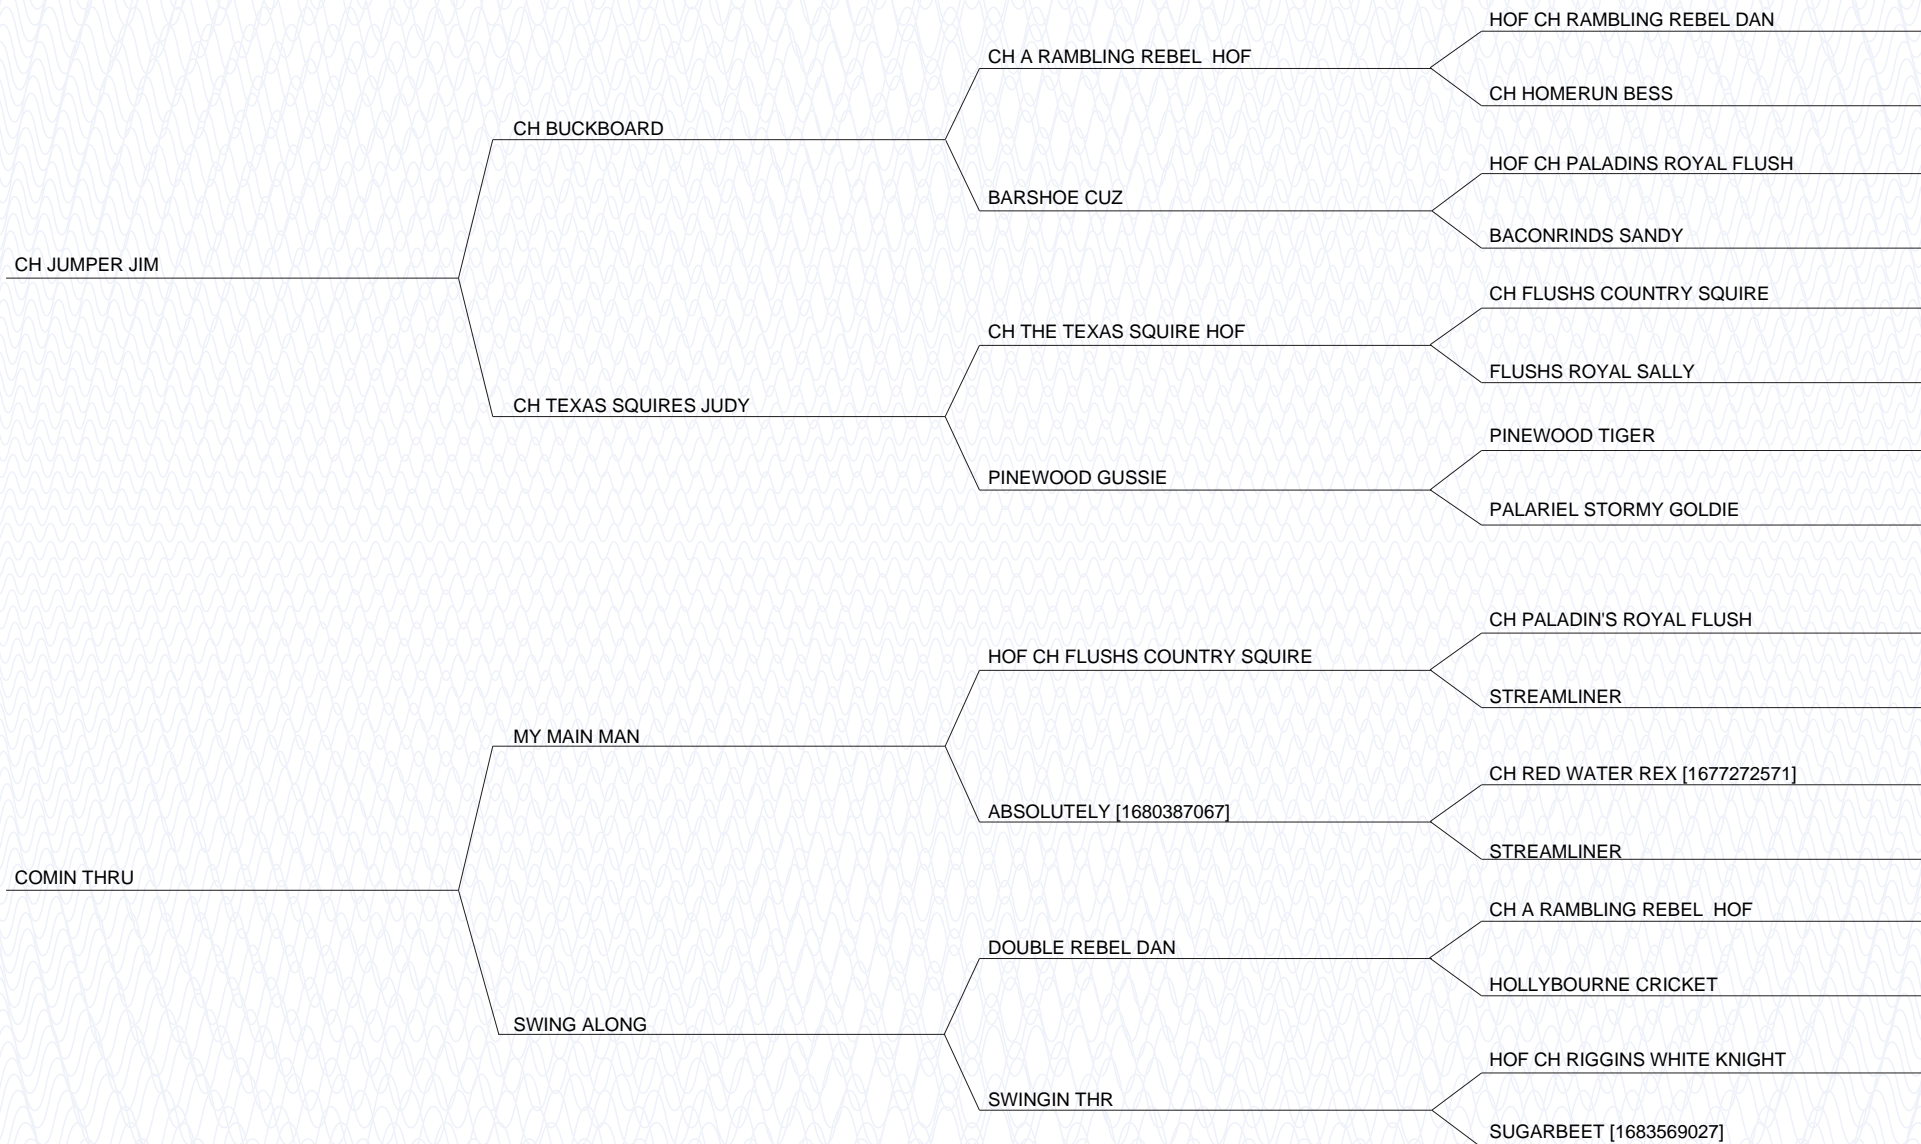 HOF CH RAMBLING REBEL DAN
CH A RAMBLING REBEL  HOF
CH HOMERUN BESS
CH BUCKBOARD
HOF CH PALADINS ROYAL FLUSH
BARSHOE CUZ
BACONRINDS SANDY
CH JUMPER JIM
CH FLUSHS COUNTRY SQUIRE
CH THE TEXAS SQUIRE HOF
FLUSHS ROYAL SALLY
CH TEXAS SQUIRES JUDY
PINEWOOD TIGER
PINEWOOD GUSSIE
PALARIEL STORMY GOLDIE
CH PALADIN'S ROYAL FLUSH
HOF CH FLUSHS COUNTRY SQUIRE
STREAMLINER
MY MAIN MAN
CH RED WATER REX [1677272571]
ABSOLUTELY [1680387067]
STREAMLINER
COMIN THRU
CH A RAMBLING REBEL  HOF
DOUBLE REBEL DAN
HOLLYBOURNE CRICKET
SWING ALONG
HOF CH RIGGINS WHITE KNIGHT
SWINGIN THR
SUGARBEET [1683569027]